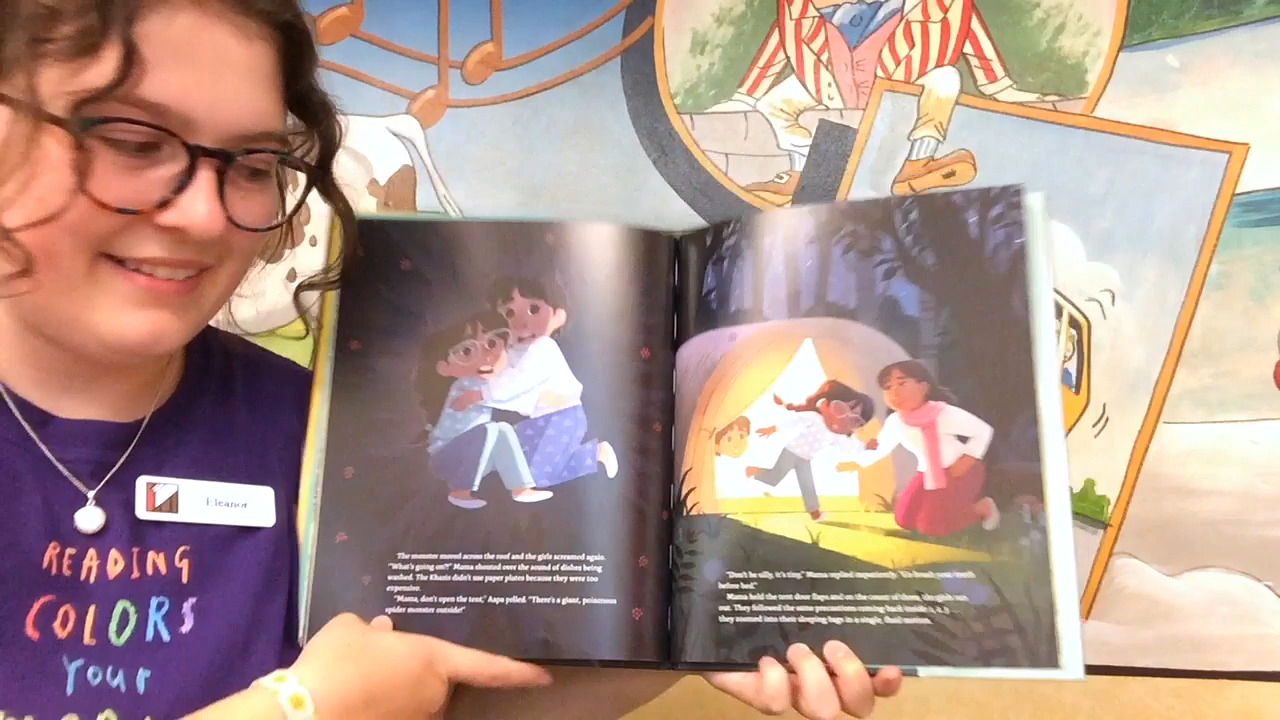 Eleanor
READING
COLORS
Your
The monster moved across the roof and the girls screamed again.
"What's going on?!" Mama shouted over the sound of dishes being
washed. The Khazis didn't use paper plates because they were too
expensive.
"Mama, don't open the tent," Aapa yelled. "There's a giant, poisonous
spider monster outside!"
"Don't be silly, it's tiny," Mama replied impatiently. "Go brush your teeth
before bed."
Mama held the tent door flaps and on the count of three, the girls ran
out. They followed the same precautions coming back inside: 1, 2, 3
they zoomed into their sleeping bags in a single, fluid motion.